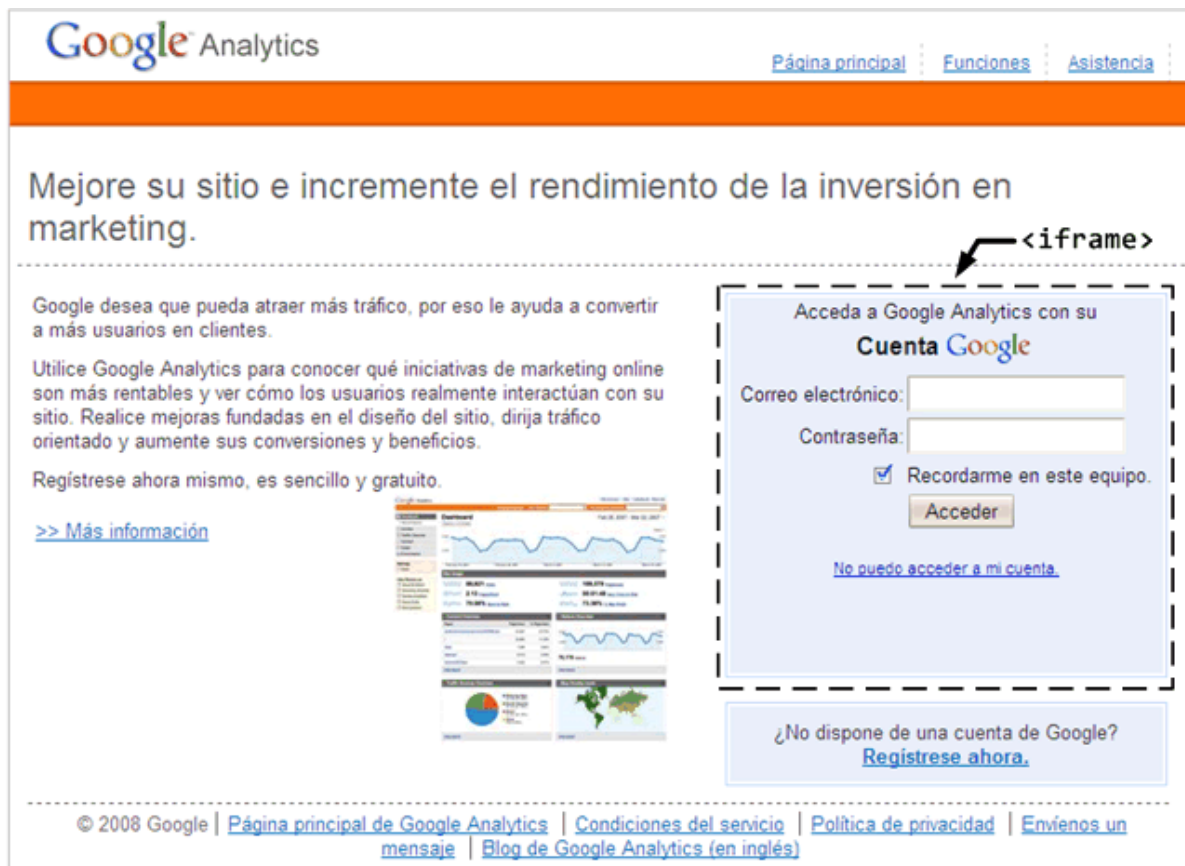 Google™ Analytics
Página principal Funciones Asistencia
Mejore su sitio e incremente el rendimiento de la inversión en
marketing.
<iframe>
Google desea que pueda atraer más tráfico, por eso le ayuda a convertir
a más usuarios en clientes.
Utilice Google Analytics para conocer qué iniciativas de marketing online
son más rentables y ver cómo los usuarios realmente interactúan con su
sitio. Realice mejoras fundadas en el diseño del sitio, dirija tráfico
orientado y aumente sus conversiones y beneficios.
Regístrese ahora mismo, es sencillo y gratuito.
>> Más información
Dashboard
Acceda a Google Analytics con su
Cuenta Google
Correo electrónico:
Contraseña:
Recordarme en este equipo.
Acceder
No puedo acceder a mi cuenta.
¿No dispone de una cuenta de Google?
Regístrese ahora.
© 2008 Google | Página principal de Google Analytics | Condiciones del servicio | Política de privacidad | Envíenos un
mensaje | Blog de Google Analytics (en inglés)